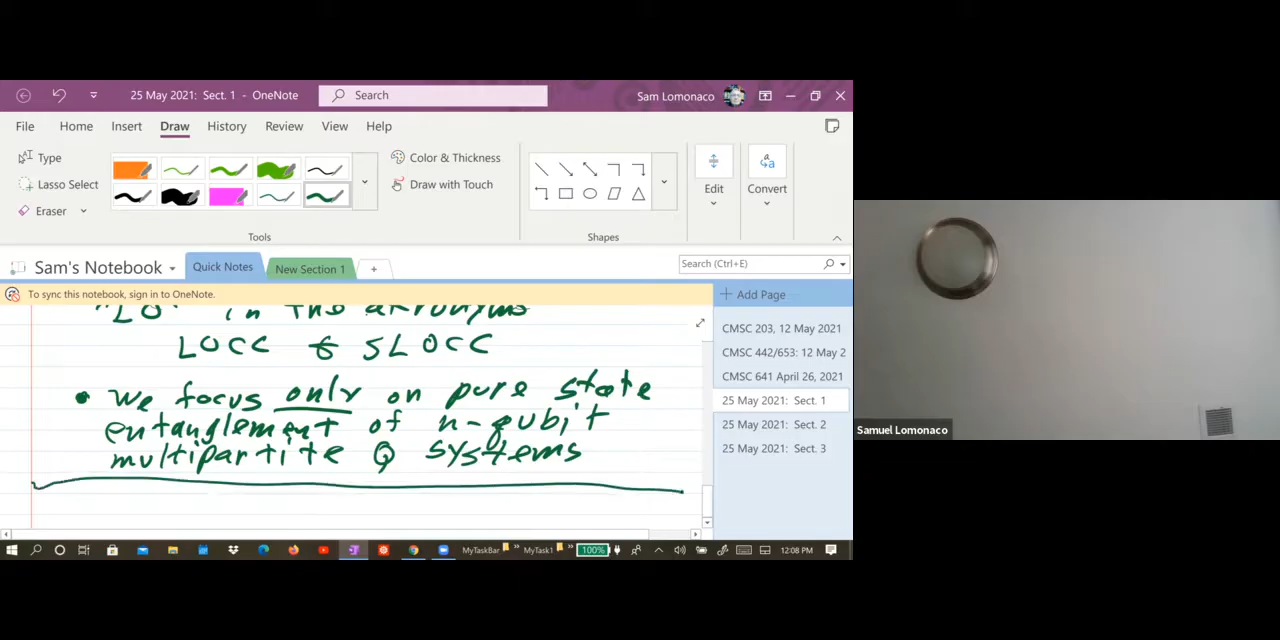 25 May 2021: Sect. 1 - OneNote
Search
Sam Lomonaco
File Home Insert Draw History Review View Help
Type
Lasso Select
Eraser
Color & Thickness
Draw with Touch
Edit
Convert
Tools
Shapes
Sam's Notebook
Quick Notes
New Section 1
Search (Ctrl+E)
To sync this notebook, sign in to OneNote.
Add Page
CMSC 203, 12 May 2021
CMSC 442/653: 12 May 2
CMSC 641 April 26, 2021
25 May 2021: Sect. 1
25 May 2021: Sect. 2
25 May 2021: Sect. 3
"LO" in the acronyms
LOCC & SLOCC
• We focus only on pure state
entanglement of n-qubit
multipartite Q systems
MyTaskBar
MyTask1
100%
12:08 PM
Samuel Lomonaco